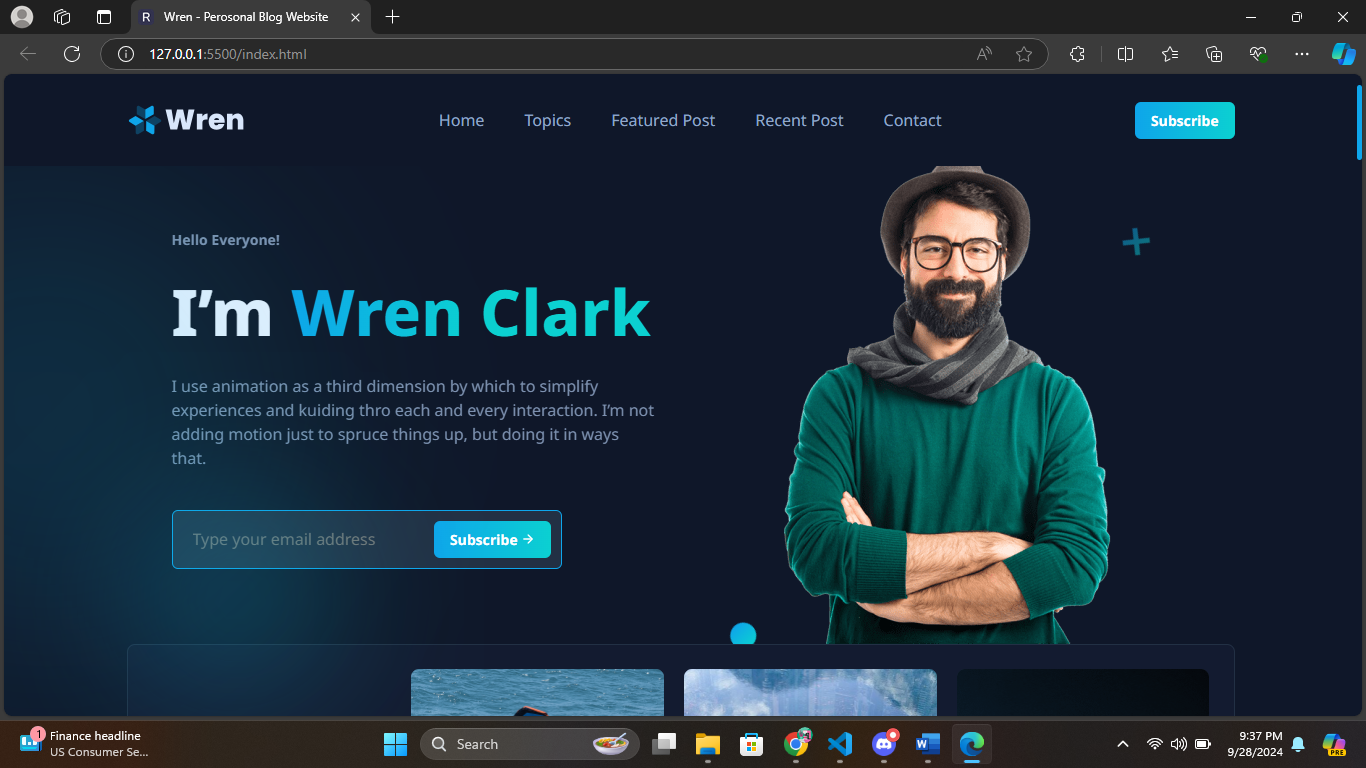 Wren - Perosonal Blog Website
127.0.0.1:5500/index.html
Wren
Home
Topics
Featured Post
Recent Post
Contact
Subscribe
Hello Everyone!
I’m Wren Clark
I use animation as a third dimension by which to simplify
experiences and kuiding thro each and every interaction. I’m not
adding motion just to spruce things up, but doing it in ways
that.
Type your email address
Subscribe
1
Finance headline
US Consumer Se...
Search
9:37 PM
9/28/2024
PRE